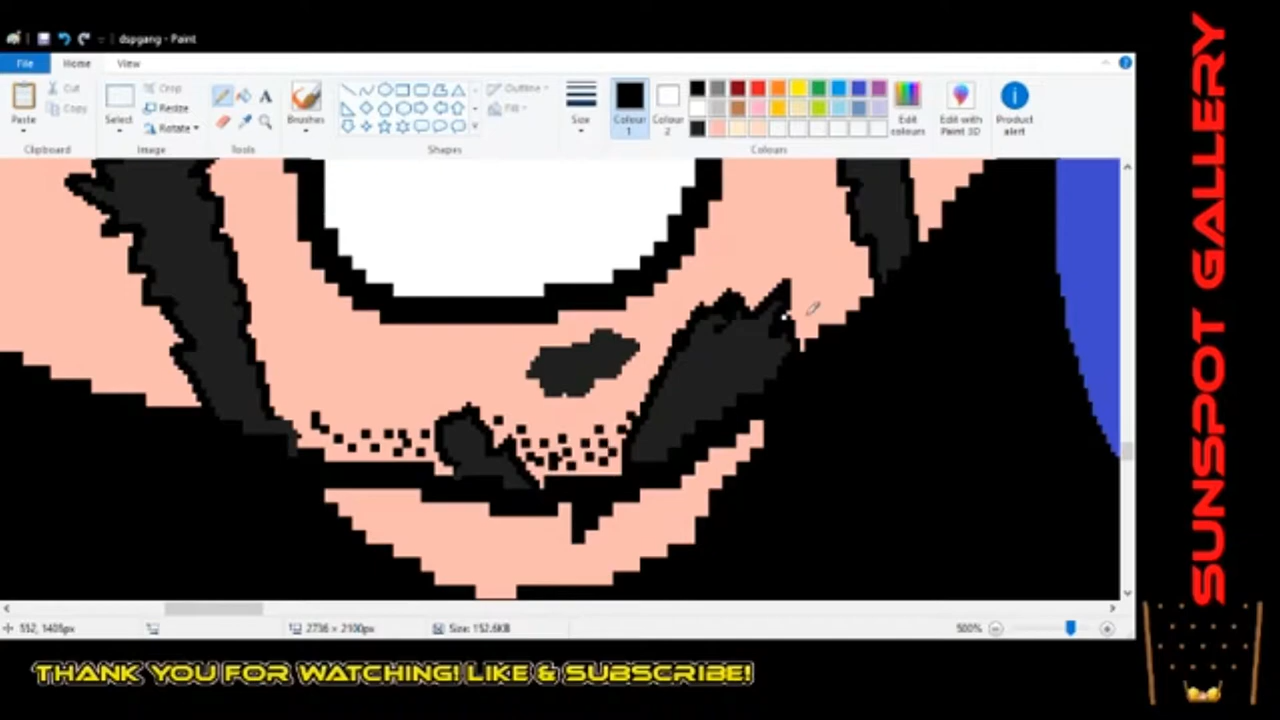 dspgang - Paint
File Home View
Paste
Cut
Copy
Clipboard
Select
Crop
Resize
Rotate
Image
A
Tools
Brushes
Outline
Fill
Shapes
Size
Colour 1
Colour 2
Edit colours
Colours
Edit with Paint 3D
Product alert
SUNSPOT GALLERY
552, 1405px
2736 × 2100px
Size: 152.6KB
500%
THANK YOU FOR WATCHING! LIKE & SUBSCRIBE!